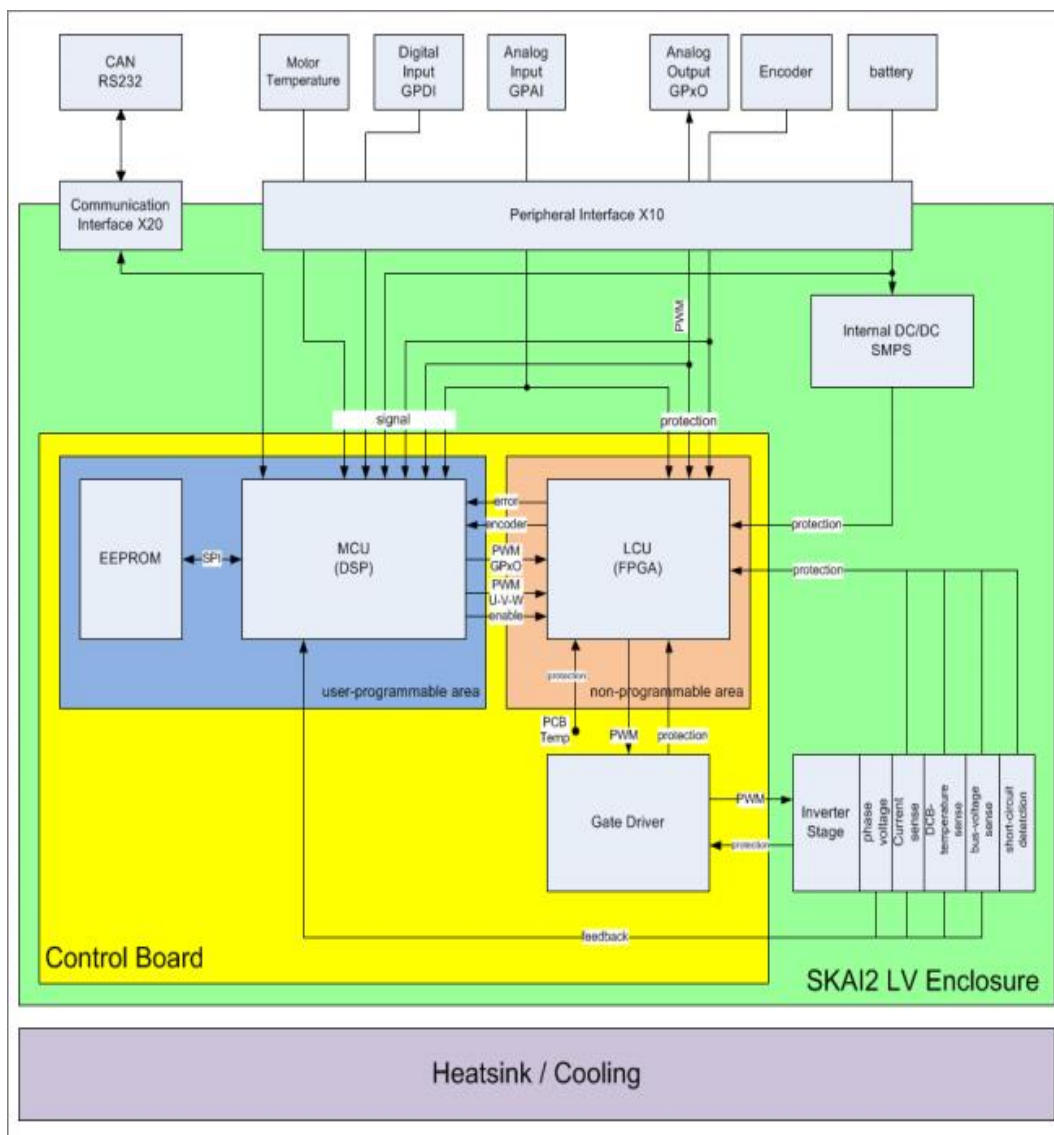 CAN
RS232
Motor
Temperature
Digital
Input
GPDI
Analog
Input
GPAI
Analog
Output
GPxO
Encoder
battery
Communication
Interface X20
Peripheral Interface X10
PWM
Internal DC/DC
SMPS
signal
protection
EEPROM
SPI
MCU
(DSP)
error
encoder
PWM
GPxO
PWM
U-V-W
enable
LCU
(FPGA)
protection
protection
user-programmable area
non-programmable area
protection
PCB
Temp
PWM
protection
Gate Driver
PWM
protection
Inverter
Stage
phase
voltage
Current
sense
DCB-
temperature
sense
bus-voltage
sense
short-circuit
detetction
feedback
Control Board
SKAI2 LV Enclosure
Heatsink / Cooling